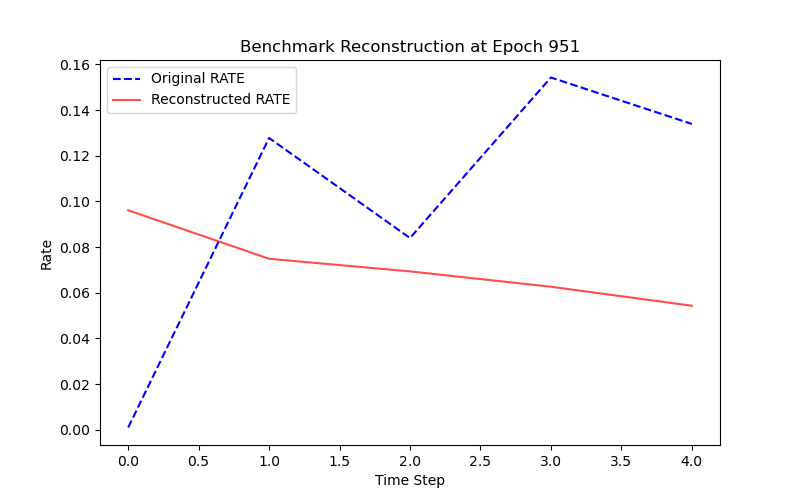 Benchmark Reconstruction at Epoch 951
Original RATE
Reconstructed RATE
0.16
0.14
0.12
0.10
0.08
0.06
0.04
0.02
0.00
Rate
0.0 0.5 1.0 1.5 2.0 2.5 3.0 3.5 4.0
Time Step